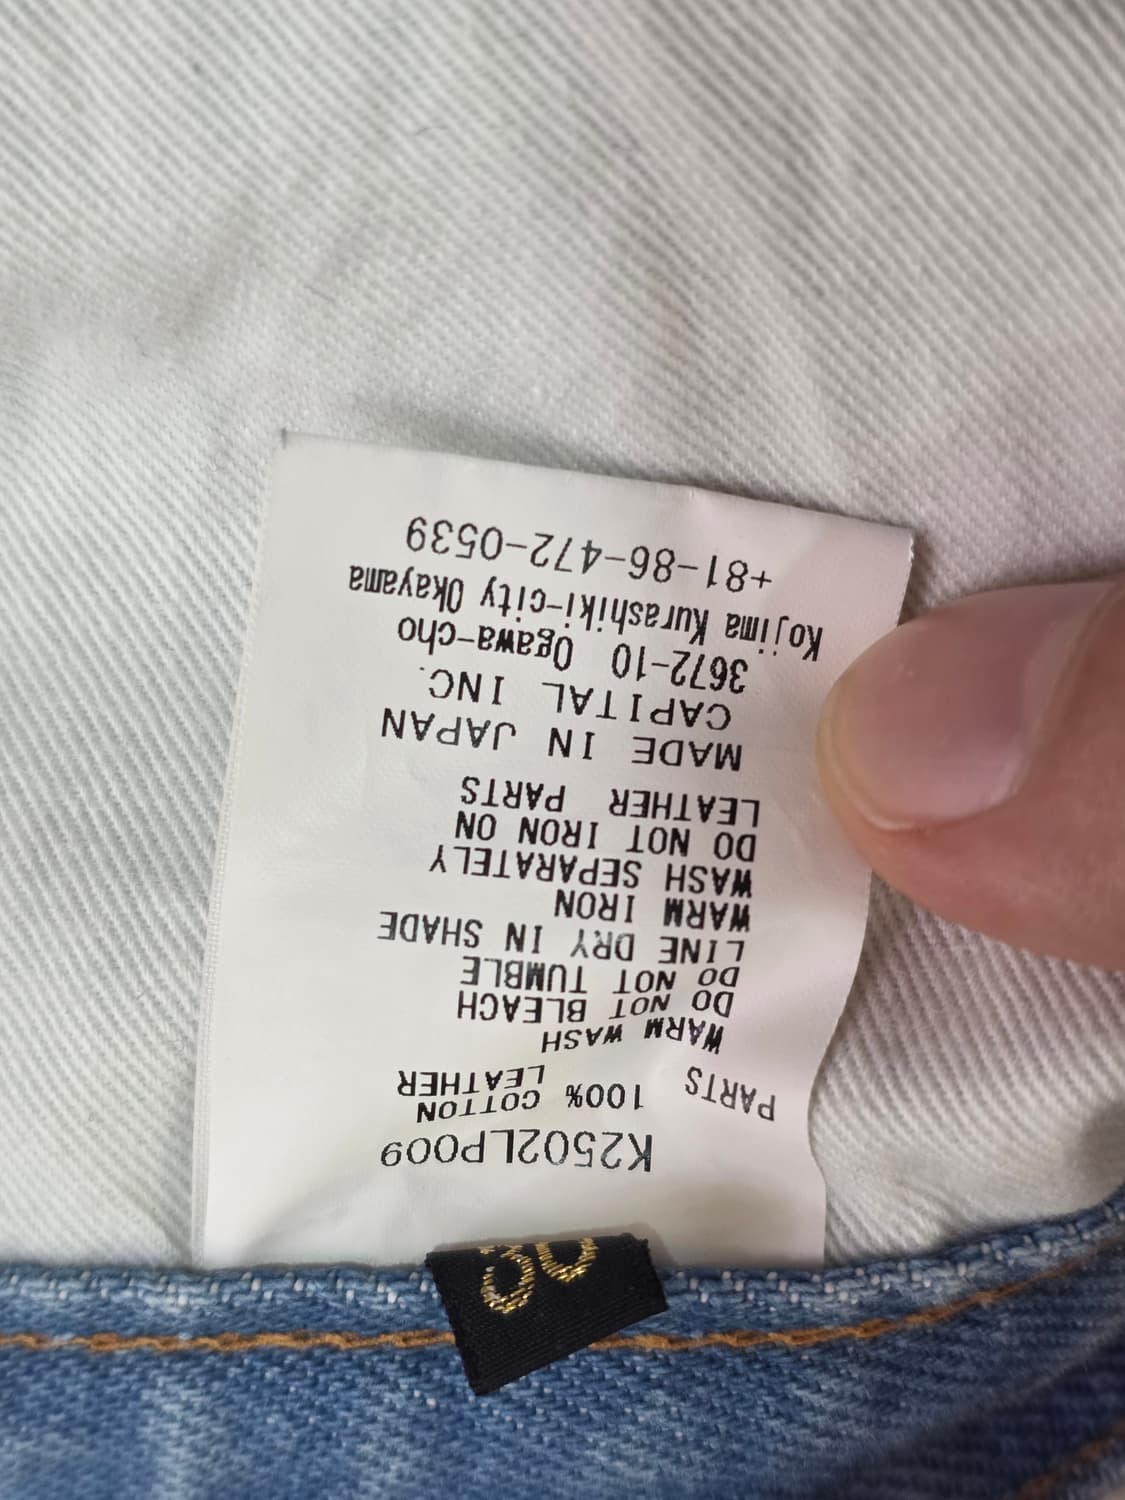 K2502LP009
100% COTTON
PARTS LEATHER
WARM WASH
DO NOT BLEACH
DO NOT TUMBLE
LINE DRY IN SHADE
WARM IRON
WASH SEPARATELY
DO NOT IRON ON
LEATHER PARTS
MADE IN JAPAN
CAPITAL INC.
3672-10 Ogawa-cho
Kojima Kurashiki-city Okayama
+81-86-472-0539